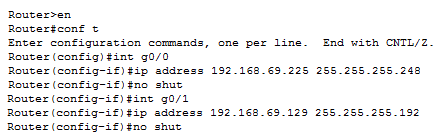 Router>en
Router#conf t
Enter configuration commands, one per line.  End with CNTL/Z.
Router(config)#int g0/0
Router(config-if)#ip address 192.168.69.225 255.255.255.248
Router(config-if)#no shut
Router(config-if)#int g0/1
Router(config-if)#ip address 192.168.69.129 255.255.255.192
Router(config-if)#no shut